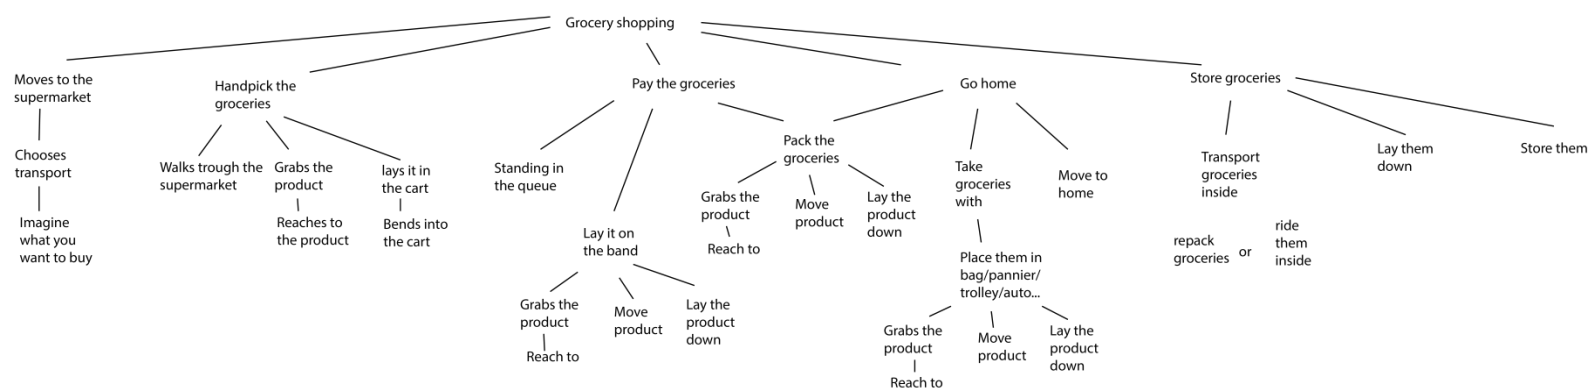 Grocery shopping
Moves to the
supermarket
Handpick the
groceries
Pay the groceries
Go home
Store groceries
Chooses
transport
Walks trough the
supermarket
Grabs the
product
lays it in
the cart
Standing in
the queue
Pack the
groceries
Take
groceries
with
Move to
home
Transport
groceries
inside
Lay them
down
Store them
Imagine
what you
want to buy
Reaches to
the product
Bends into
the cart
Lay it on
the band
Grabs the
product
Move
product
Lay the
product
down
Reach to
Place them in
bag/pannier/
trolley/auto...
repack
groceries
or
ride
them
inside
Grabs the
product
Move
product
Lay the
product
down
Reach to
Grabs the
product
Move
product
Lay the
product
down
Reach to